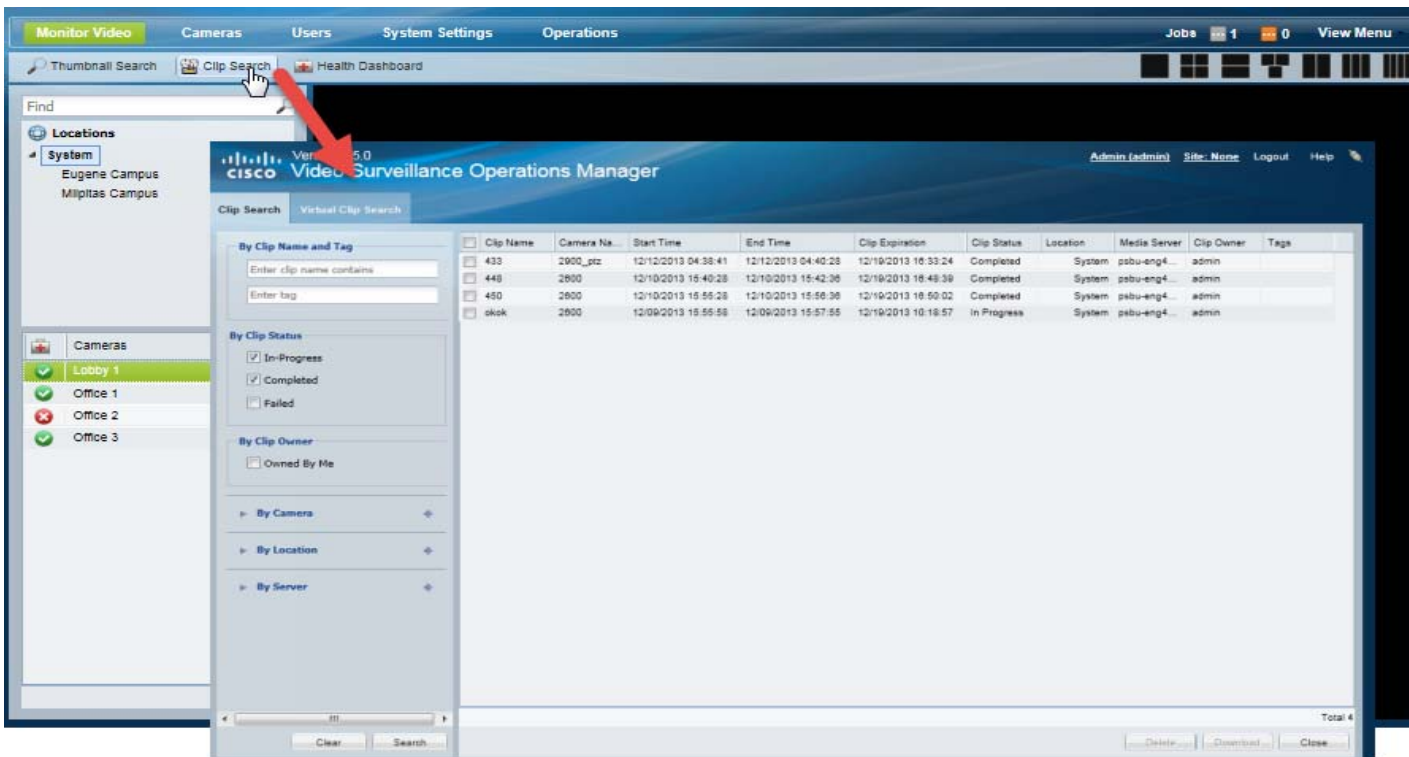 Monitor Video Cameras Users System Settings Operations Jobs 1 0 View Menu
Thumbnail Search Clip Search Health Dashboard
Find
Locations
System
Eugene Campus
Milpitas Campus
Cameras
Lobby 1
Office 1
Office 2
Office 3
5.0
CISCO Video Surveillance Operations Manager
Admin (admin) Site: None Logout Help
Clip Search Virtual Clip Search
By Clip Name and Tag
Enter clip name contains
Enter tag
By Clip Status
In-Progress
Completed
Failed
By Clip Owner
Owned By Me
By Camera
By Location
By Server
Clear Search
Clip Name Camera Na... Start Time End Time Clip Expiration Clip Status Location Media Server Clip Owner Tags
433 2900_ptz 12/12/2013 04:38:41 12/12/2013 04:40:28 12/19/2013 16:33:24 Completed System psbu-eng4... admin
448 2600 12/10/2013 15:40:28 12/10/2013 15:42:36 12/19/2013 16:48:39 Completed System psbu-eng4... admin
450 2600 12/10/2013 15:55:28 12/10/2013 15:56:36 12/19/2013 16:50:02 Completed System psbu-eng4... admin
okok 2600 12/09/2013 15:55:58 12/09/2013 15:57:55 12/19/2013 10:18:57 In Progress System psbu-eng4... admin
Total 4
Delete Download Close